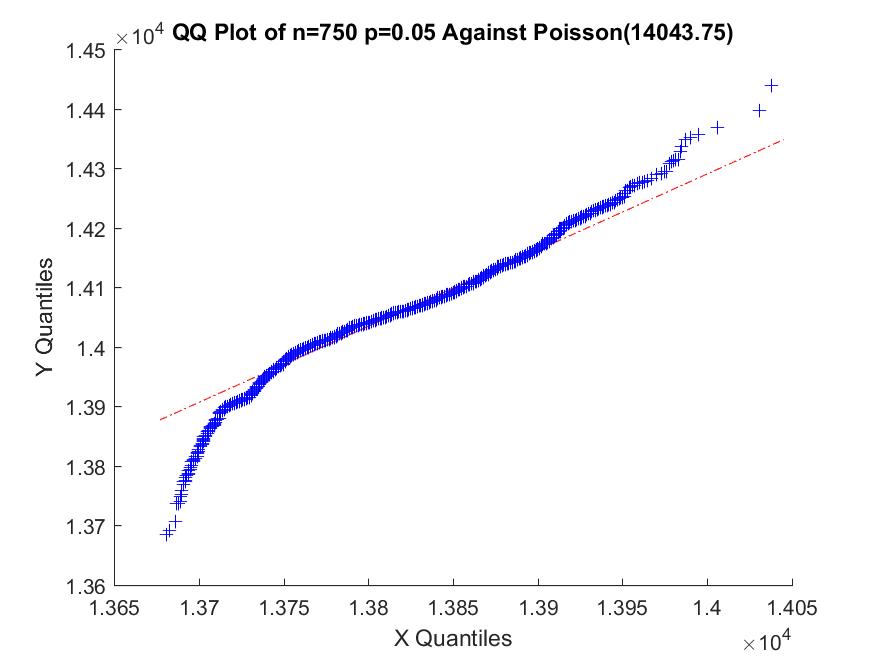 ×10⁴ QQ Plot of n=750 p=0.05 Against Poisson(14043.75)
1.45
1.44
1.43
1.42
1.41
1.4
1.39
1.38
1.37
1.36
Y Quantiles
1.365 1.37 1.375 1.38 1.385 1.39 1.395 1.4 1.405
X Quantiles
×10⁴